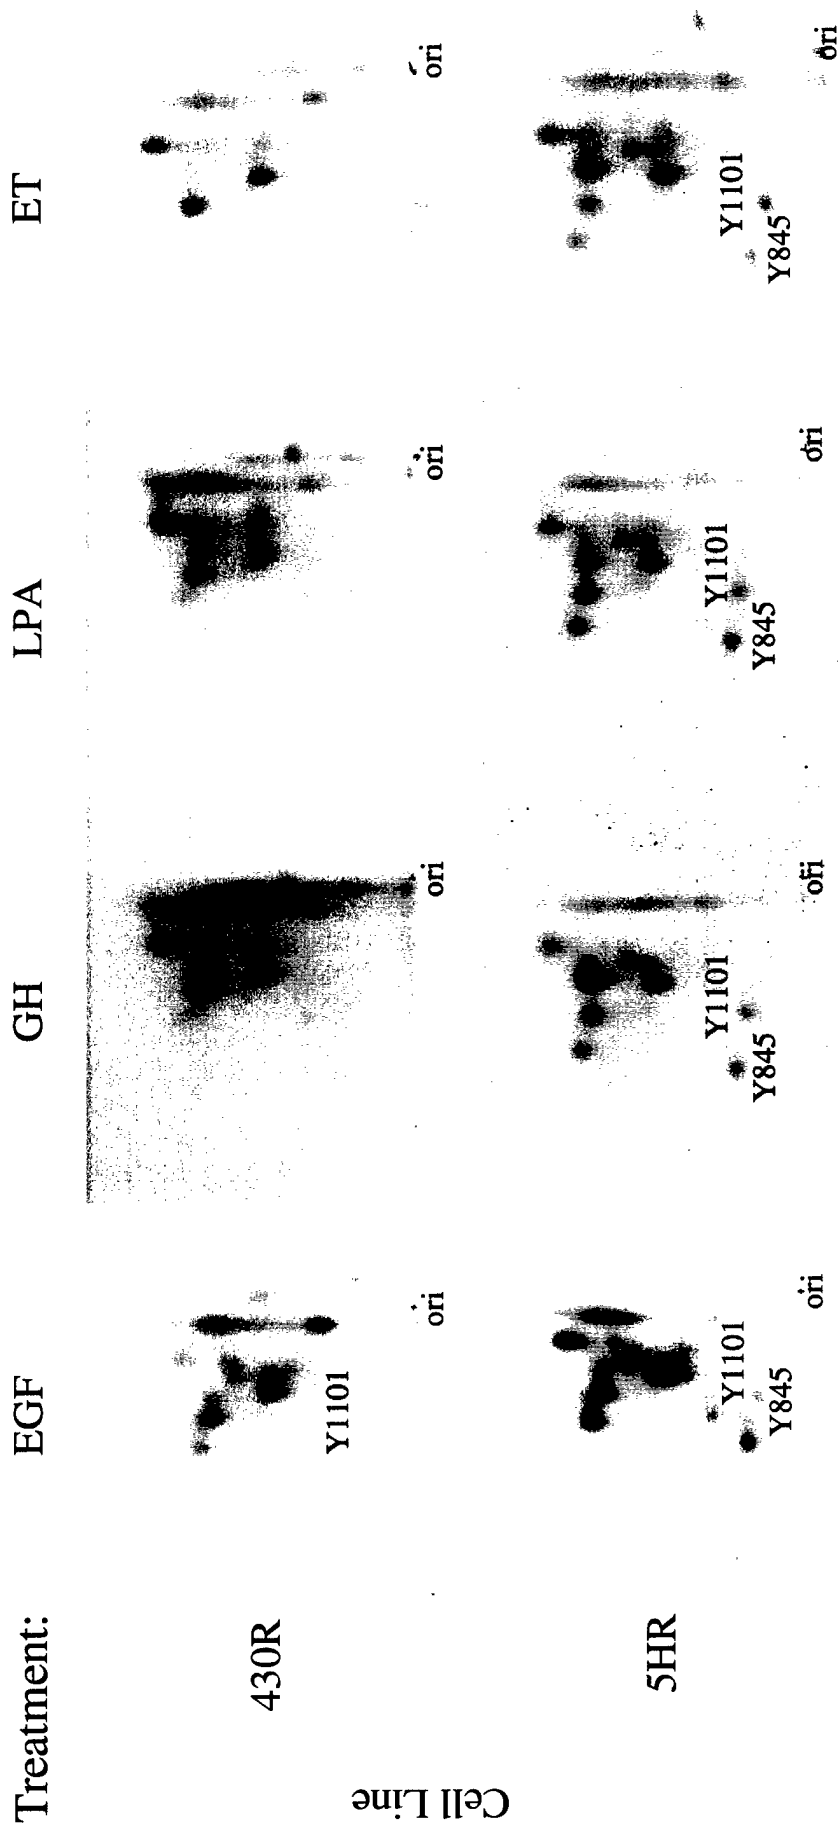 Treatment: EGF GH LPA ET
430R
Y1101
ori ori ori ori
Cell Line
5HR
Y1101 Y1101 Y1101 Y1101
Y845 Y845 Y845 Y845
ori ori ori ori